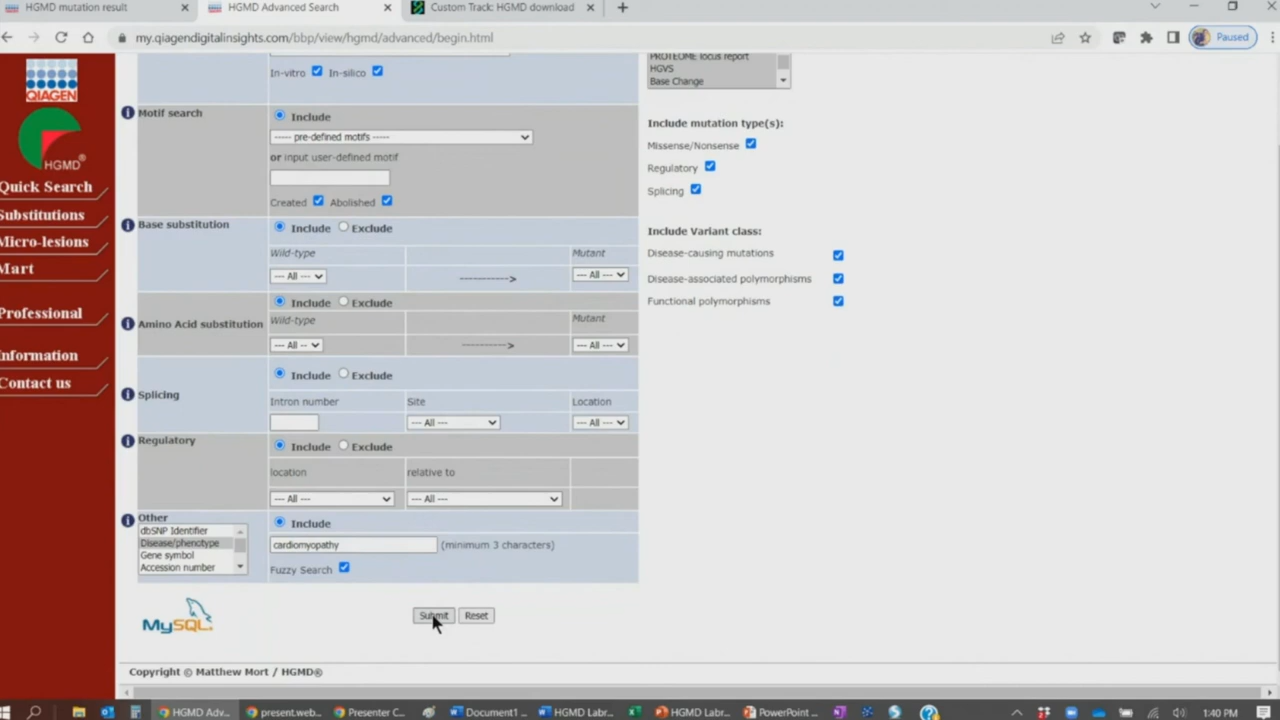 HGMD mutation result
HGMD Advanced Search
Custom Track: HGMD download
my.qiagendigitalinsights.com/bbp/view/hgmd/advanced/begin.html
Paused
QIAGEN
HGMD®
Quick Search
Substitutions
Micro-lesions
Mart
Professional
Information
Contact us
In-vitro In-silico
PROTEOME locus report
HGVS
Base Change
Motif search
Include
----- pre-defined motifs -----
or input user-defined motif
Created Abolished
Include mutation type(s):
Missense/Nonsense
Regulatory
Splicing
Include Variant class:
Disease-causing mutations
Disease-associated polymorphisms
Functional polymorphisms
Base substitution
Include Exclude
Wild-type Mutant
--- All --- -----------> --- All ---
Amino Acid substitution
Include Exclude
Wild-type Mutant
--- All -- -----------> --- All ---
Splicing
Include Exclude
Intron number Site Location
--- All --- --- All ---
Regulatory
Include Exclude
location relative to
--- All --- --- All ---
Other
Include
dbSNP Identifier
Disease/phenotype
Gene symbol
Accession number
cardiomyopathy (minimum 3 characters)
Fuzzy Search
MySQL
Submit Reset
Copyright © Matthew Mort / HGMD®
HGMD Adv... present.web... Presenter C... Document1 ... HGMD Labr... HGMD Labr... PowerPoint ... 1:40 PM